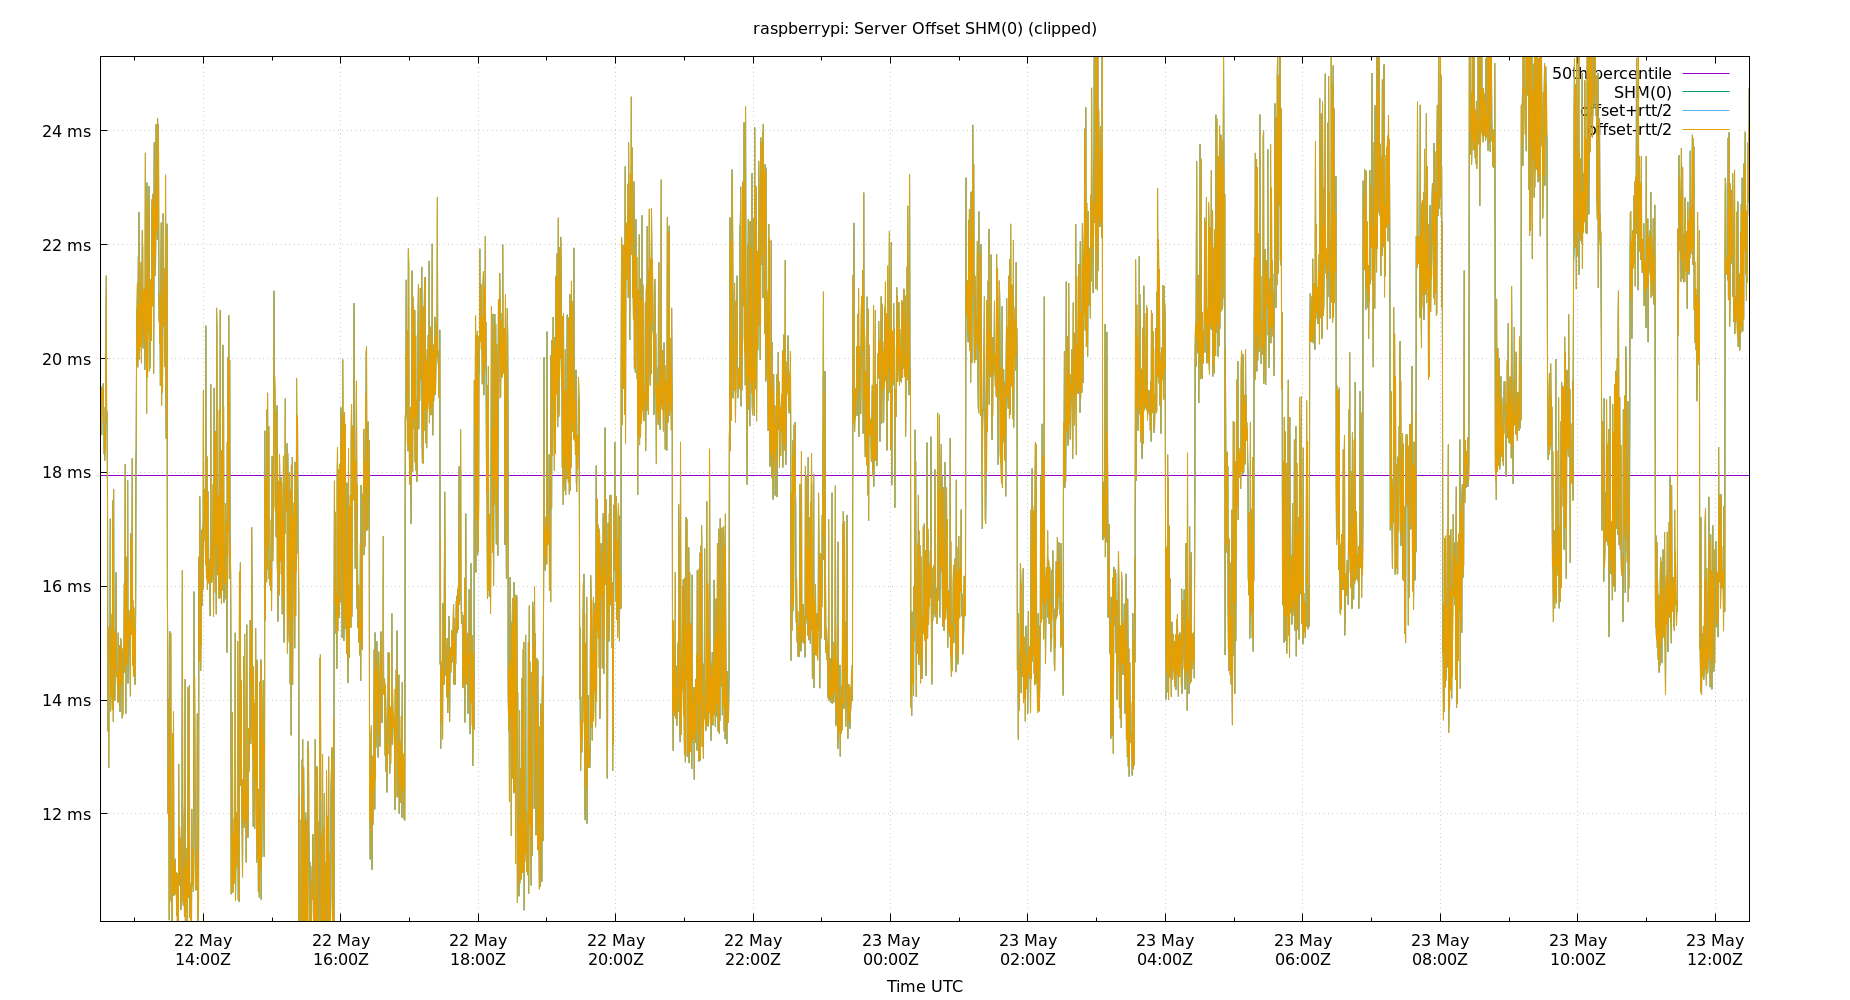 raspberrypi: Server Offset SHM(0) (clipped)
50th percentile
SHM(0)
offset+rtt/2
offset-rtt/2
24 ms
22 ms
20 ms
18 ms
16 ms
14 ms
12 ms
22 May 22 May 22 May 22 May 22 May 23 May 23 May 23 May 23 May 23 May 23 May 23 May
14:00Z 16:00Z 18:00Z 20:00Z 22:00Z 00:00Z 02:00Z 04:00Z 06:00Z 08:00Z 10:00Z 12:00Z
Time UTC